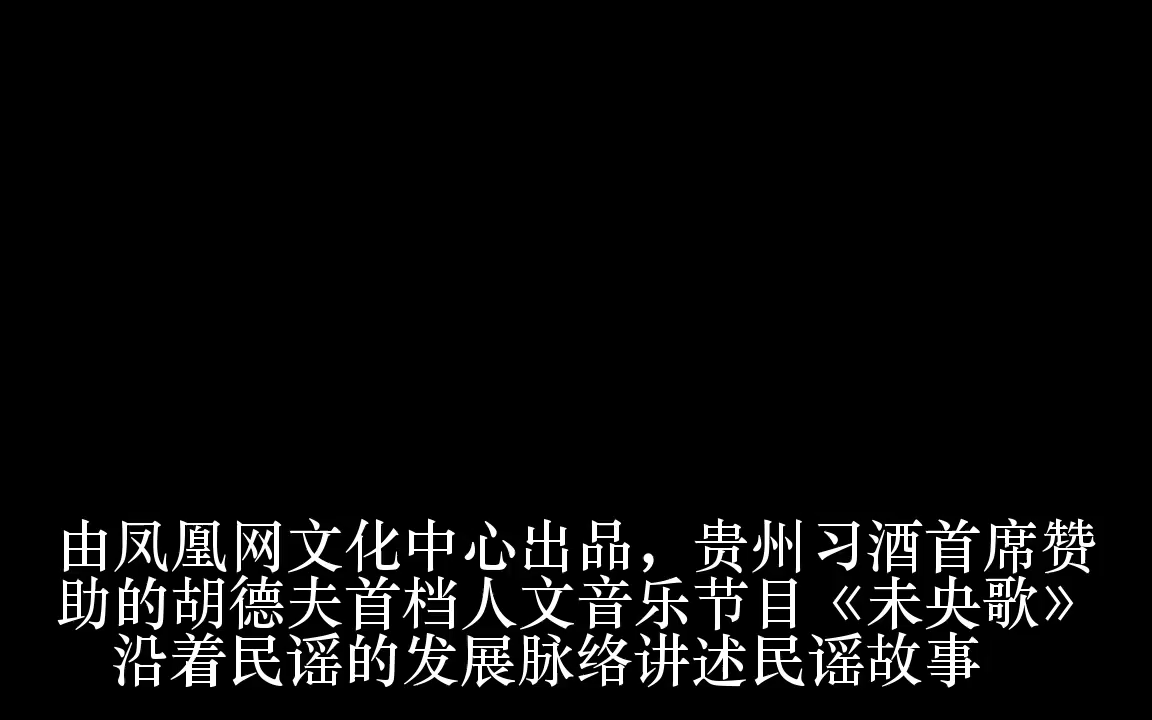 由凤凰网文化中心出品，贵州习酒首席赞
助的胡德夫首档人文音乐节目《未央歌》
沿着民谣的发展脉络讲述民谣故事